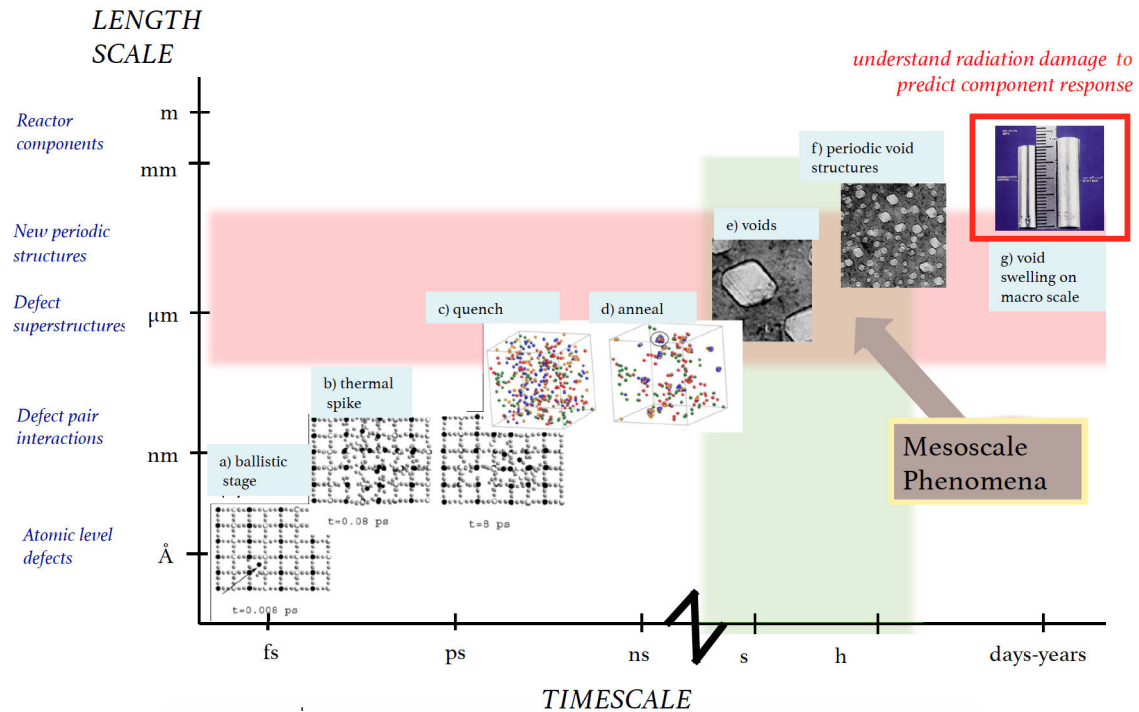 LENGTH
SCALE
understand radiation damage to
predict component response
Reactor
components
m
mm
f) periodic void
structures
New periodic
structures
e) voids
g) void
swelling on
macro scale
Defect
superstructures
μm
c) quench
d) anneal
b) thermal
spike
Defect pair
interactions
nm
a) ballistic
stage
Mesoscale
Phenomena
t=0.08 ps
t=8 ps
Atomic level
defects
Å
t=0.008 ps
fs
ps
ns
s
h
days-years
TIMESCALE